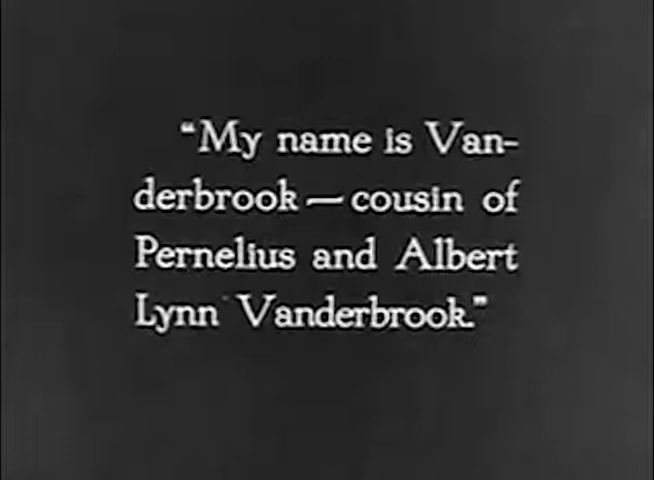 “My name is Van-
derbrook — cousin of
Pernelius and Albert
Lynn Vanderbrook.”